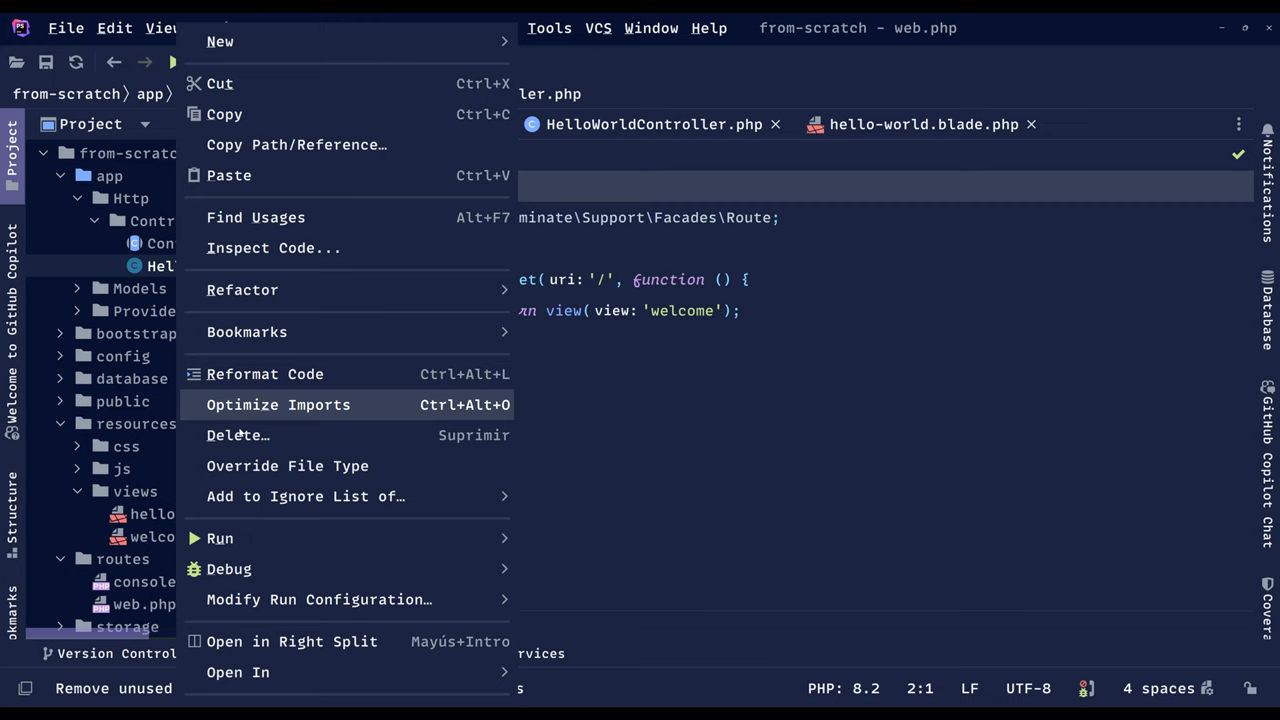 File Edit View Tools VCS Window Help from-scratch - web.php
from-scratch〉app〉 ler.php
Project
HelloWorldController.php
hello-world.blade.php
from-scratc
app
Http
Contr
Con
Hel
Models
Provide
bootstrap
config
database
public
resources
css
js
views
hello
welco
routes
console
web.php
storage
New
Cut Ctrl+X
Copy Ctrl+C
Copy Path/Reference…
Paste Ctrl+V
Find Usages Alt+F7
Inspect Code...
Refactor
Bookmarks
Reformat Code Ctrl+Alt+L
Optimize Imports Ctrl+Alt+O
Delete… Suprimir
Override File Type
Add to Ignore List of…
Run
Debug
Modify Run Configuration…
Open in Right Split Mayús+Intro
Open In
minate\Support\Facades\Route;
et( uri: '/', function () {
rn view( view: 'welcome');
Project
Welcome to GitHub Copilot
Structure
okmarks
Notifications
Database
GitHub Copilot Chat
Covera
Version Control
rvices
Remove unused s PHP: 8.2 2:1 LF UTF-8 4 spaces